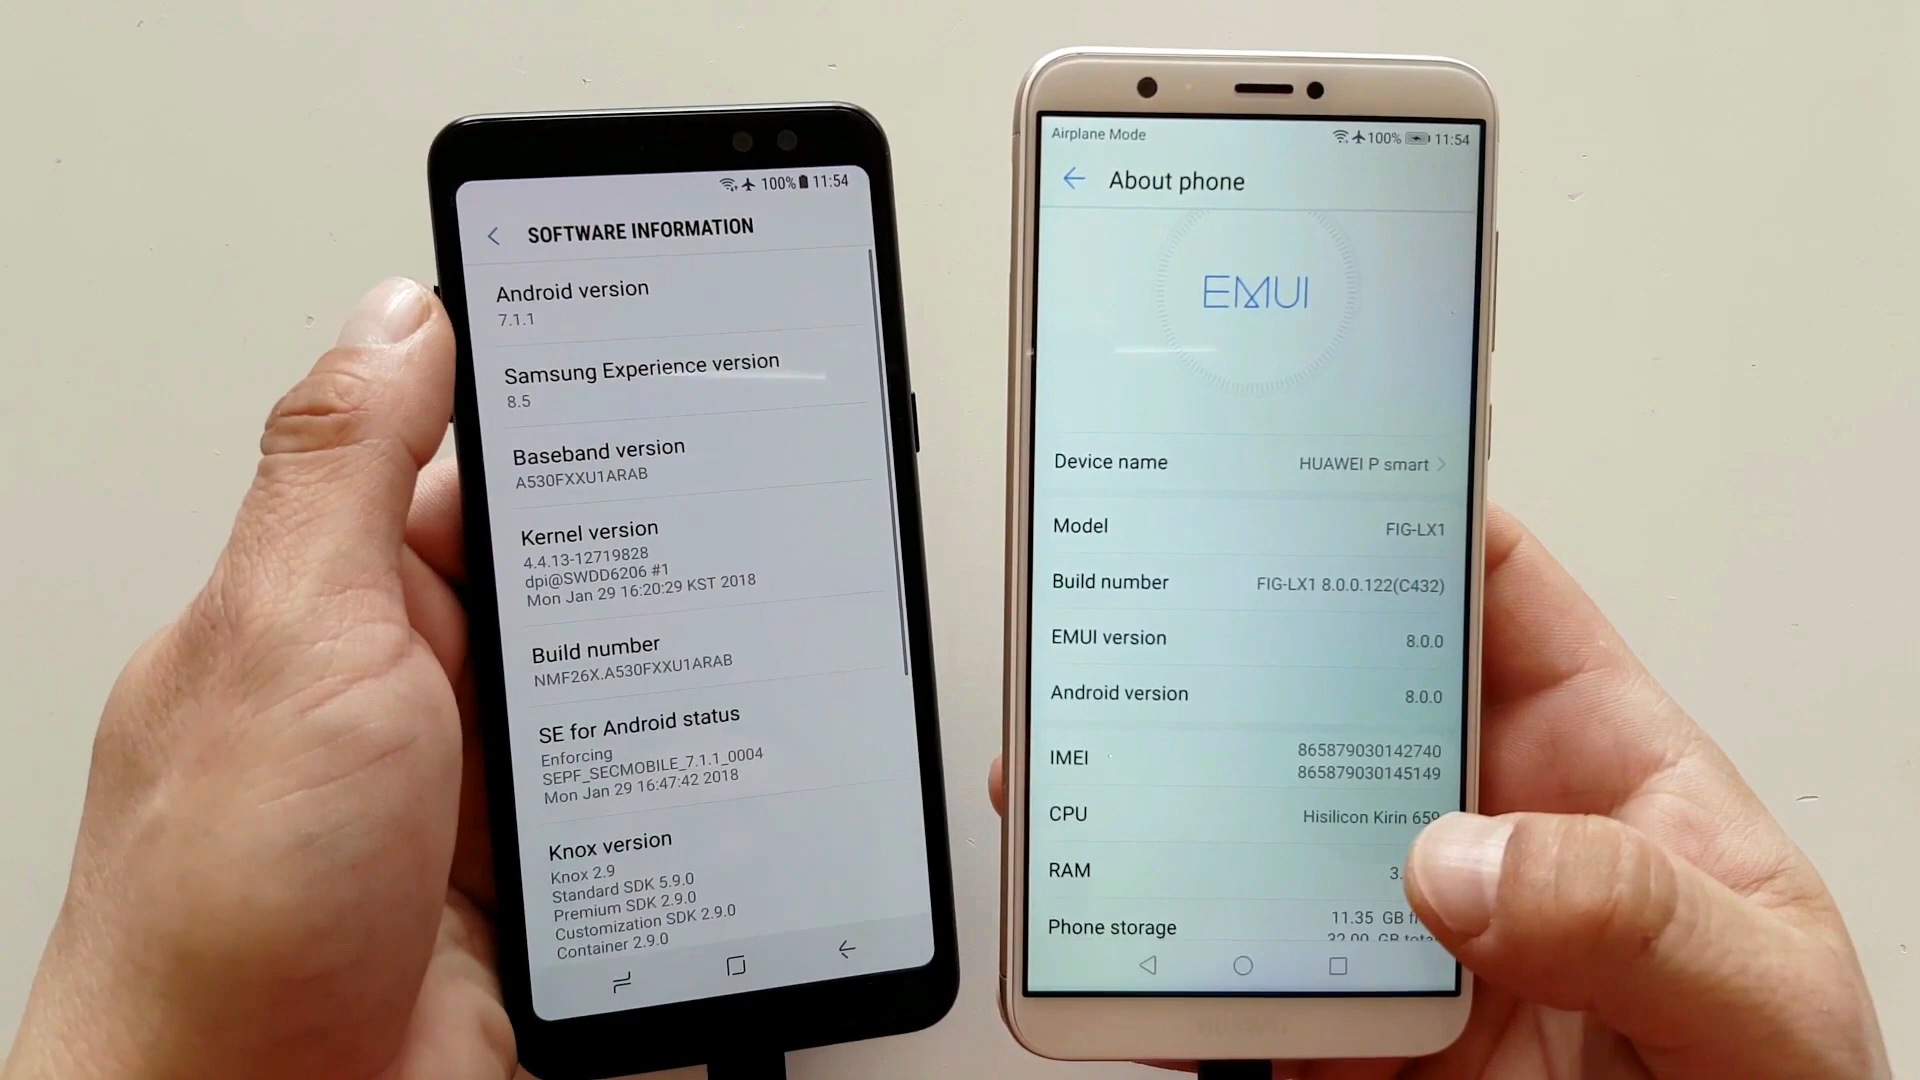 100% 11:54
SOFTWARE INFORMATION
Android version
7.1.1
Samsung Experience version
8.5
Baseband version
A530FXXU1ARAB
Kernel version
4.4.13-12719828
dpi@SWDD6206 #1
Mon Jan 29 16:20:29 KST 2018
Build number
NMF26X.A530FXXU1ARAB
SE for Android status
Enforcing
SEPF_SECMOBILE_7.1.1_0004
Mon Jan 29 16:47:42 2018
Knox version
Knox 2.9
Standard SDK 5.9.0
Premium SDK 2.9.0
Customization SDK 2.9.0
Container 2.9.0
Airplane Mode 100% 11:54
About phone
EMUI
Device name HUAWEI P smart
Model FIG-LX1
Build number FIG-LX1 8.0.0.122(C432)
EMUI version 8.0.0
Android version 8.0.0
IMEI 865879030142740
865879030145149
CPU Hisilicon Kirin 659
RAM 3.
Phone storage 11.35 GB
32.00 GB